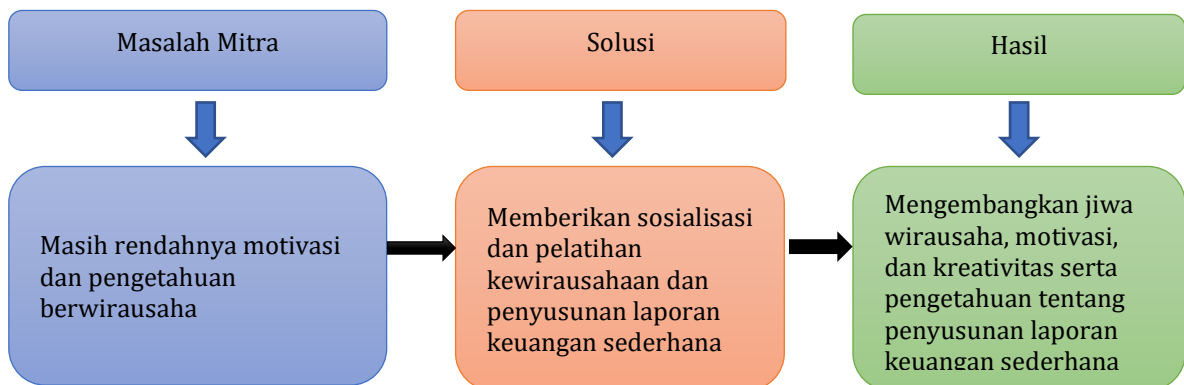 Masalah Mitra
Solusi
Hasil
Masih rendahnya motivasi
dan pengetahuan
berwirausaha
Memberikan sosialisasi
dan pelatihan
kewirausahaan dan
penyusunan laporan
keuangan sederhana
Mengembangkan jiwa
wirausaha, motivasi,
dan kreativitas serta
pengetahuan tentang
penyusunan laporan
keuangan sederhana